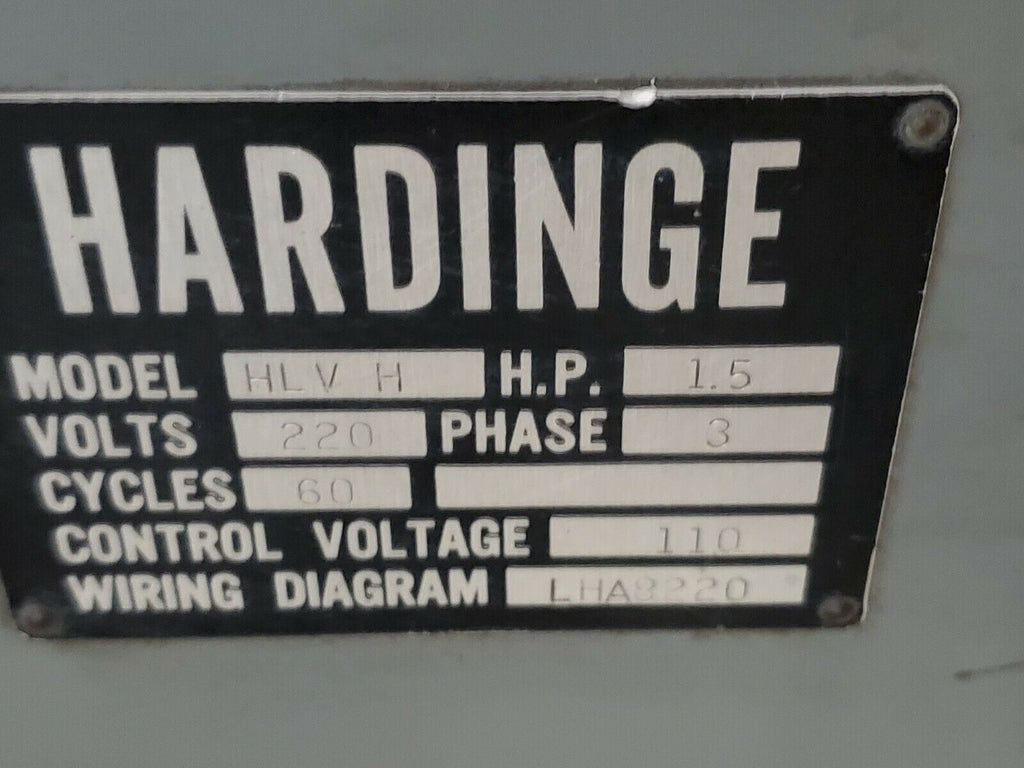 HARDINGE
MODEL HLV H H.P. 1.5
VOLTS 220 PHASE 3
CYCLES 60
CONTROL VOLTAGE 110
WIRING DIAGRAM LHA8220